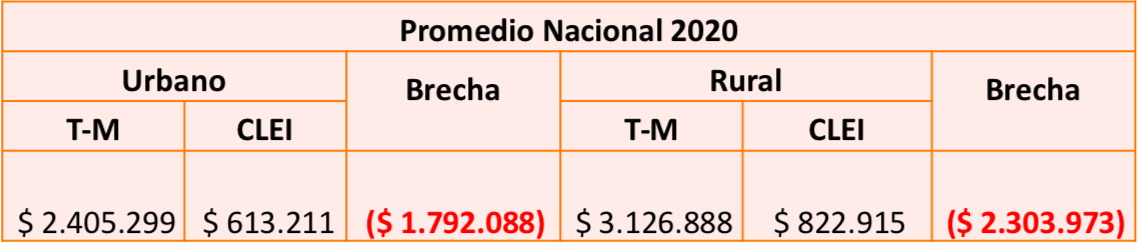 Promedio Nacional 2020
Urbano Brecha Rural Brecha
T-M CLEI T-M CLEI
$ 2.405.299 $ 613.211 ($ 1.792.088) $ 3.126.888 $ 822.915 ($ 2.303.973)